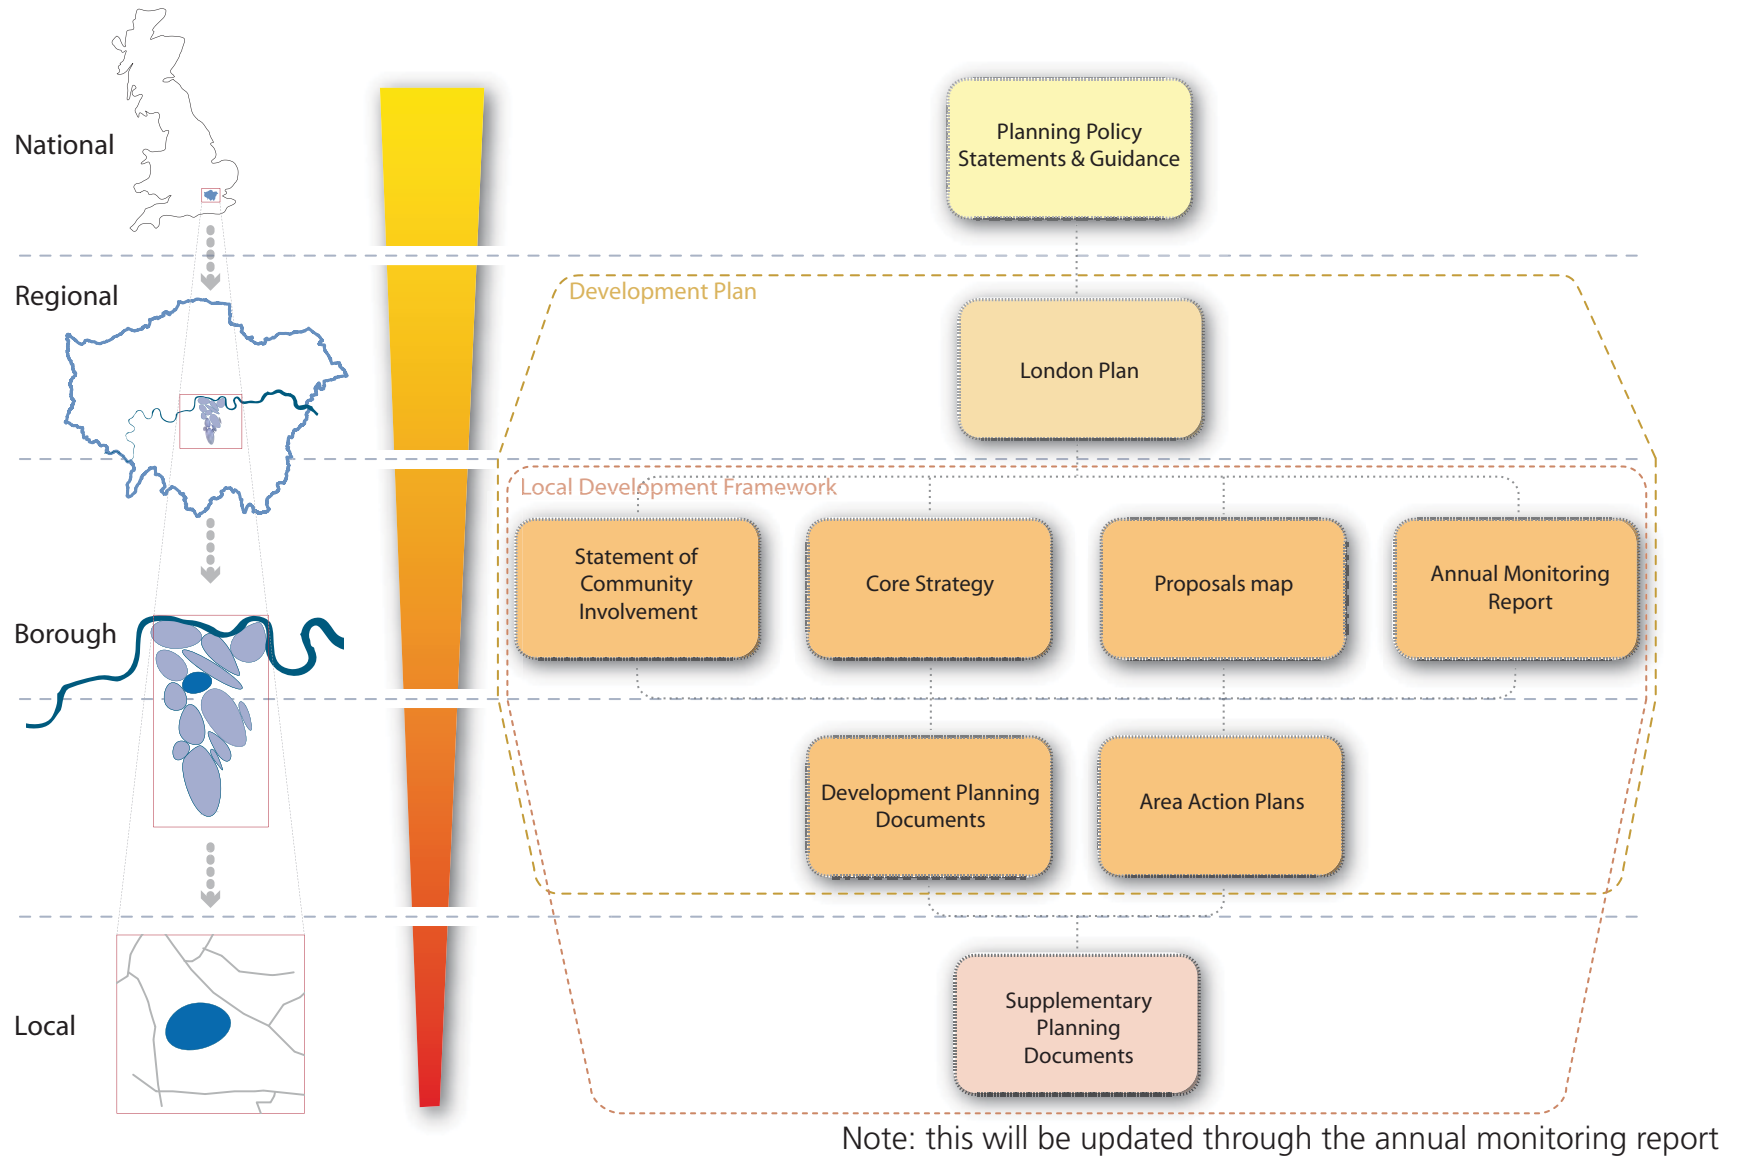 National
Planning Policy
Statements & Guidance
Regional
Development Plan
London Plan
Local Development Framework
Statement of
Community
Involvement
Core Strategy
Proposals map
Annual Monitoring
Report
Borough
Development Planning
Documents
Area Action Plans
Local
Supplementary
Planning
Documents
Note: this will be updated through the annual monitoring report